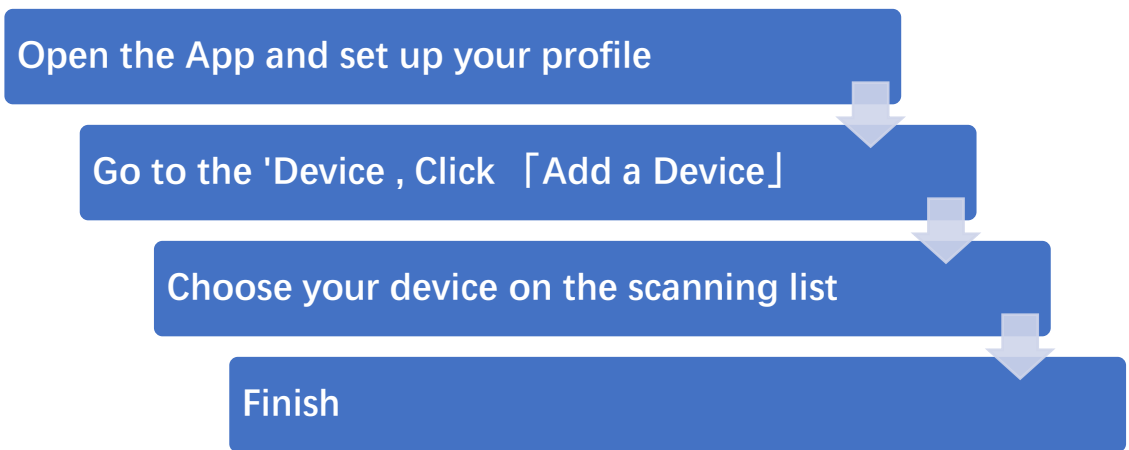 Open the App and set up your profile
Go to the 'Device , Click 「Add a Device」
Choose your device on the scanning list
Finish